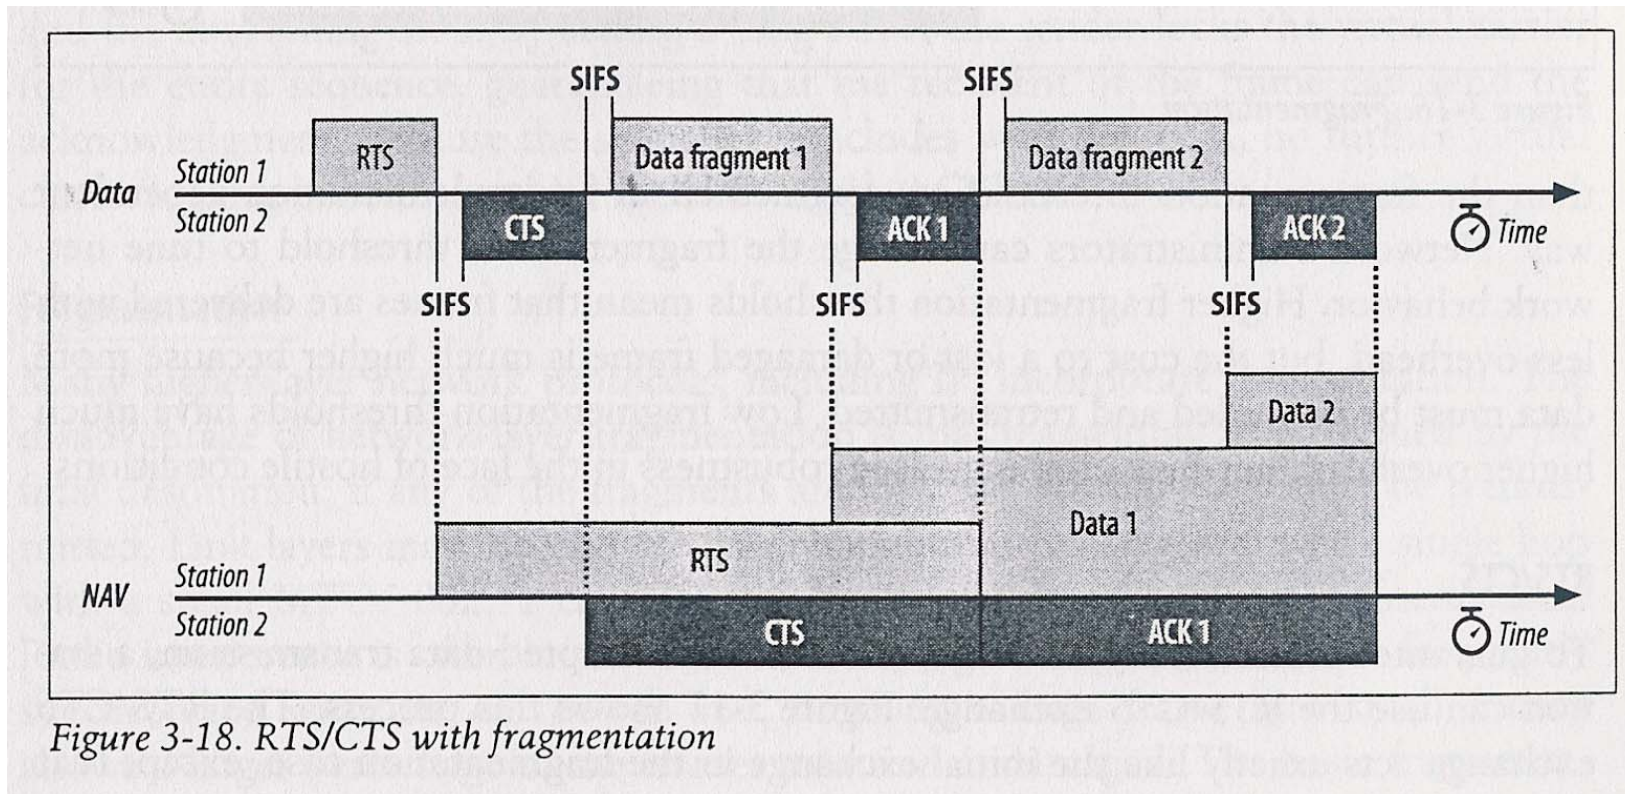 SIFS
SIFS
RTS
Data fragment 1
Data fragment 2
Station 1
Data
Station 2
CTS
ACK 1
ACK 2
Time
SIFS
SIFS
SIFS
Data 2
Data 1
RTS
Station 1
NAV
Station 2
CTS
ACK 1
Time
Figure 3-18. RTS/CTS with fragmentation